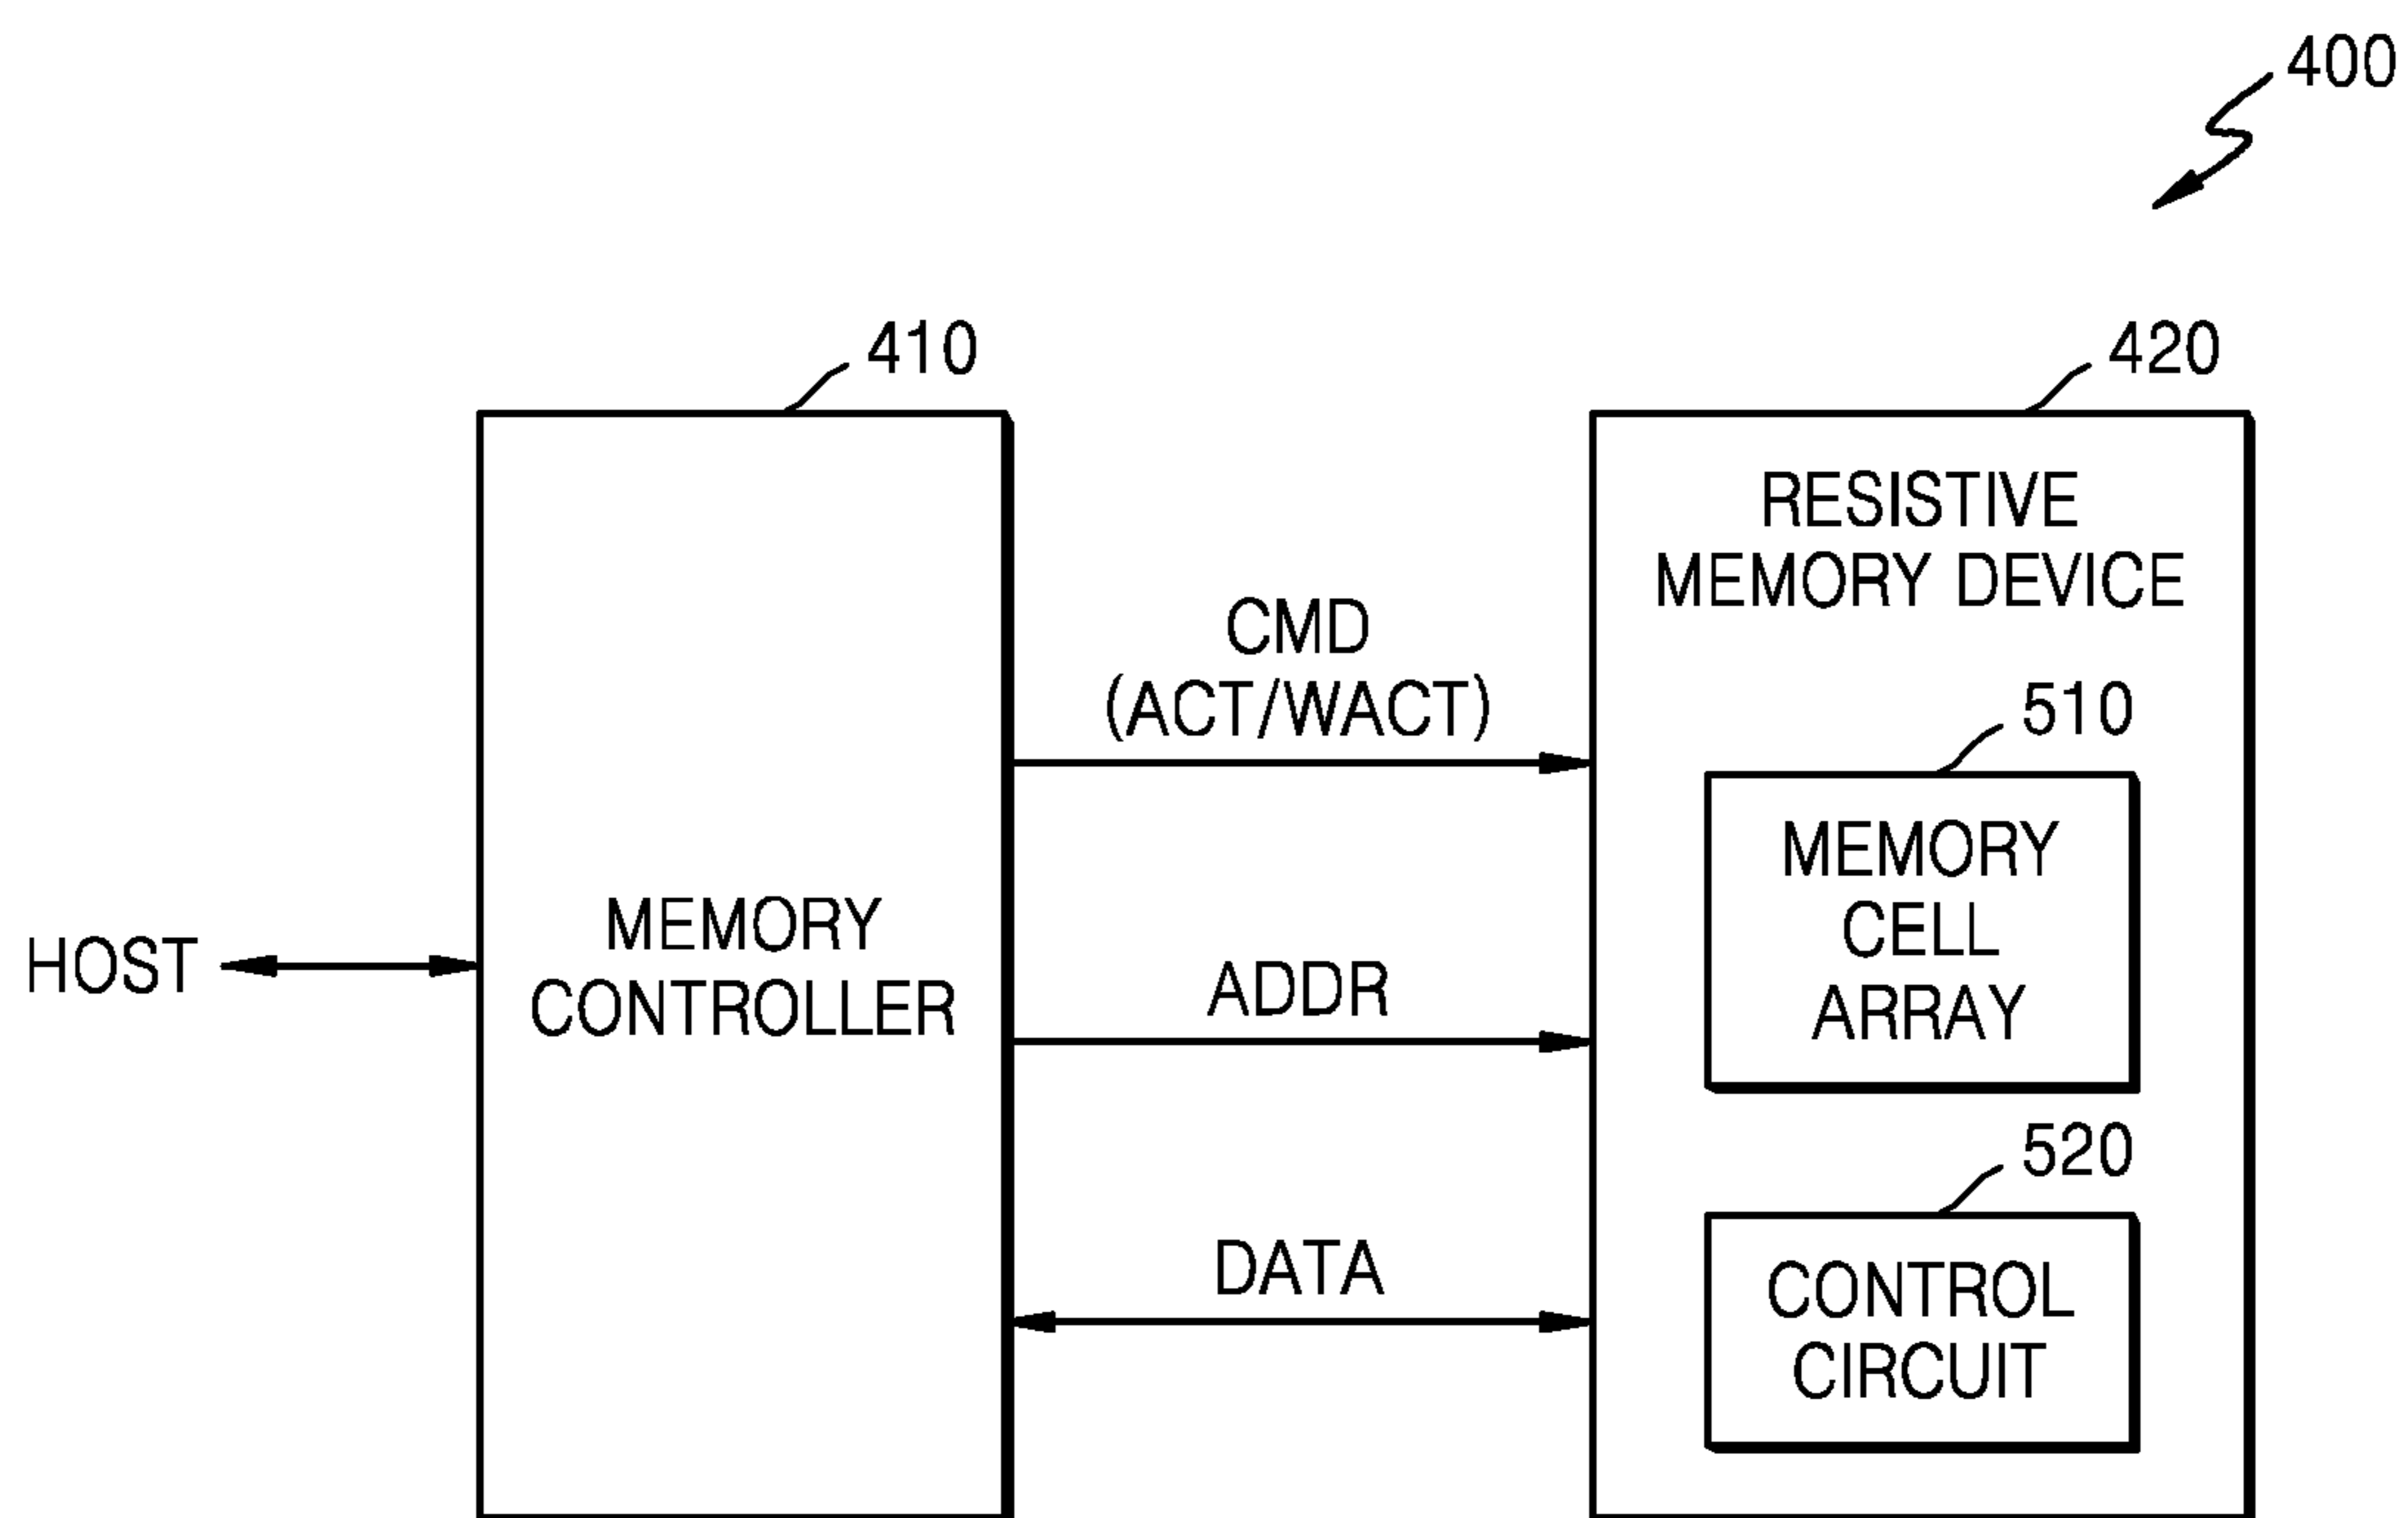 400
410
420
RESISTIVE
MEMORY DEVICE
CMD
(ACT/WACT)
510
MEMORY
CELL
ARRAY
HOST
MEMORY
CONTROLLER
ADDR
520
DATA
CONTROL
CIRCUIT